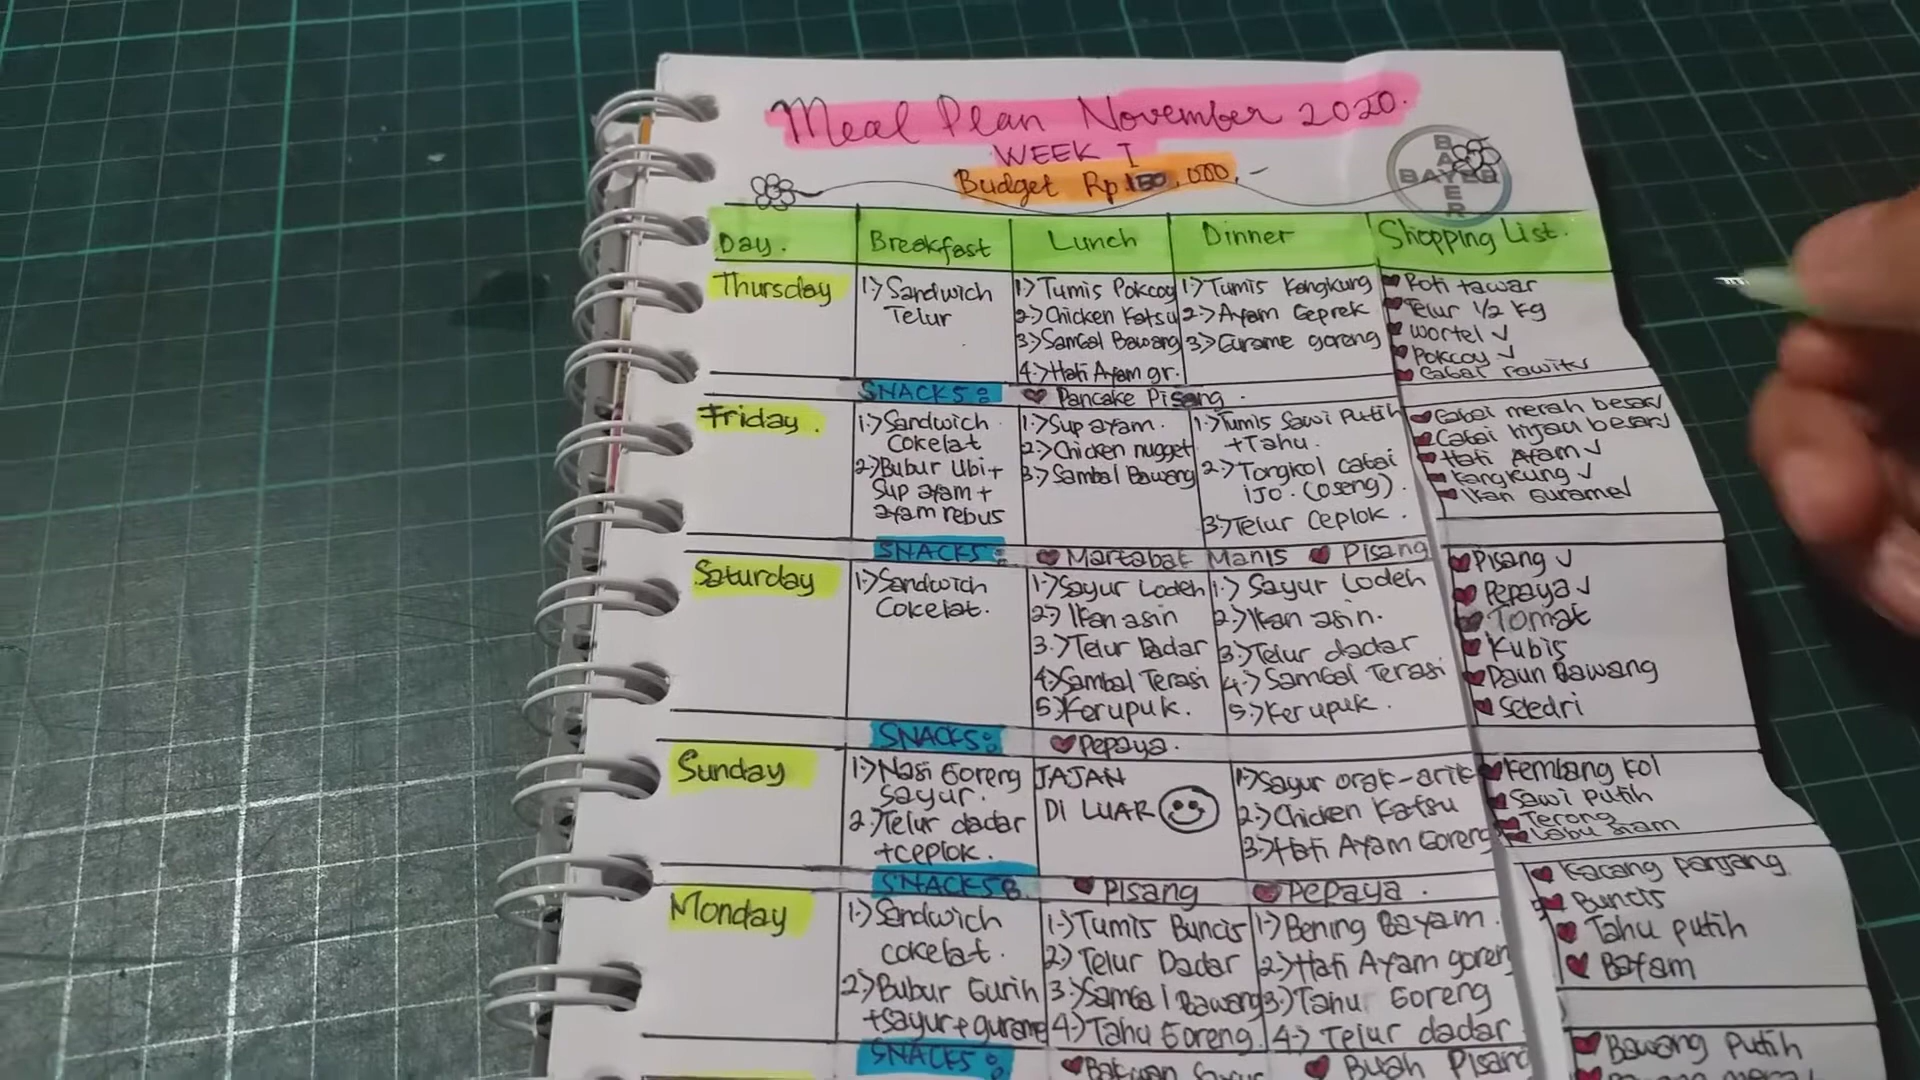 Meal Plan November 2020.
WEEK I
Budget Rp 150.000,-
BAYER
BAYER
Day.
Breakfast
Lunch
Dinner
Shopping List.
Thursday
1.) Sandwich
Telur
1.) Tumis Pokcoy
2.) Chicken Katsu
3.) Sambal Bawang
4.) Hati Ayam gr.
1.) Tumis Kangkung
2.) Ayam Geprek
3.) Gurame goreng
Roti tawar
Telur 1/2 kg
Wortel ✓
Pokcoy ✓
Cabai rawit ✓
SNACKS :
Pancake Pisang.
Friday.
1.) Sandwich
Cokelat
2.) Bubur Ubi +
Sup ayam +
ayam rebus
1.) Sup ayam.
2.) Chicken nugget
3.) Sambal Bawang
1.) Tumis Sawi Putih
+ Tahu.
2.) Tongkol cabai
ijo. (oseng).
3.) Telur Ceplok.
Cabai merah besar ✓
Cabai hijau besar ✓
Hati Ayam ✓
Kangkung ✓
Ikan Gurame ✓
SNACKS :
Martabat Manis
Pisang
Saturday
1.) Sandwich
Cokelat.
1.) Sayur Lodeh
2.) Ikan asin
3.) Telur Dadar
4.) Sambal Terasi
5.) Kerupuk.
1.) Sayur Lodeh
2.) Ikan asin.
3.) Telur dadar
4.) Sambal Terasi
5.) Kerupuk.
Pisang ✓
Pepaya ✓
Tomat
Kubis
Daun Bawang
Seledri
SNACKS :
Pepaya.
Sunday
1.) Nasi Goreng
sayur.
2.) Telur dadar
+ ceplok.
JAJAN
DI LUAR
1.) Sayur orak-arik
2.) Chicken Katsu
3.) Hati Ayam Goreng
Kembang kol
Sawi putih
Terong
Labu siam
SNACKS :
Pisang
Pepaya.
Monday
1.) Sandwich
cokelat.
2.) Bubur Gurih
+ sayur + gurame
1.) Tumis Buncis
2.) Telur Dadar
3.) Sambal Bawang
4.) Tahu Goreng.
1.) Bening Bayam.
2.) Hati Ayam goreng
3.) Tahu Goreng
4.) Telur dadar
Kacang panjang
Buncis
Tahu putih
Bayam
SNACKS :
Bakwan Sayur
Buah Pisang
Bawang putih